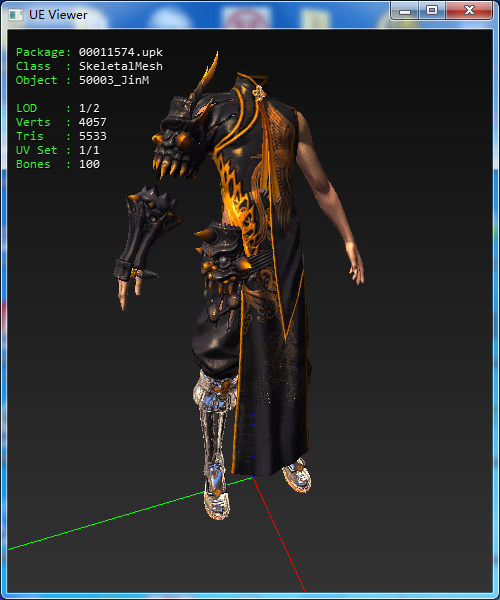 UE Viewer
Package: 00011574.upk
Class : SkeletalMesh
Object : 50003_JinM
LOD : 1/2
Verts : 4057
Tris : 5533
UV Set : 1/1
Bones : 100